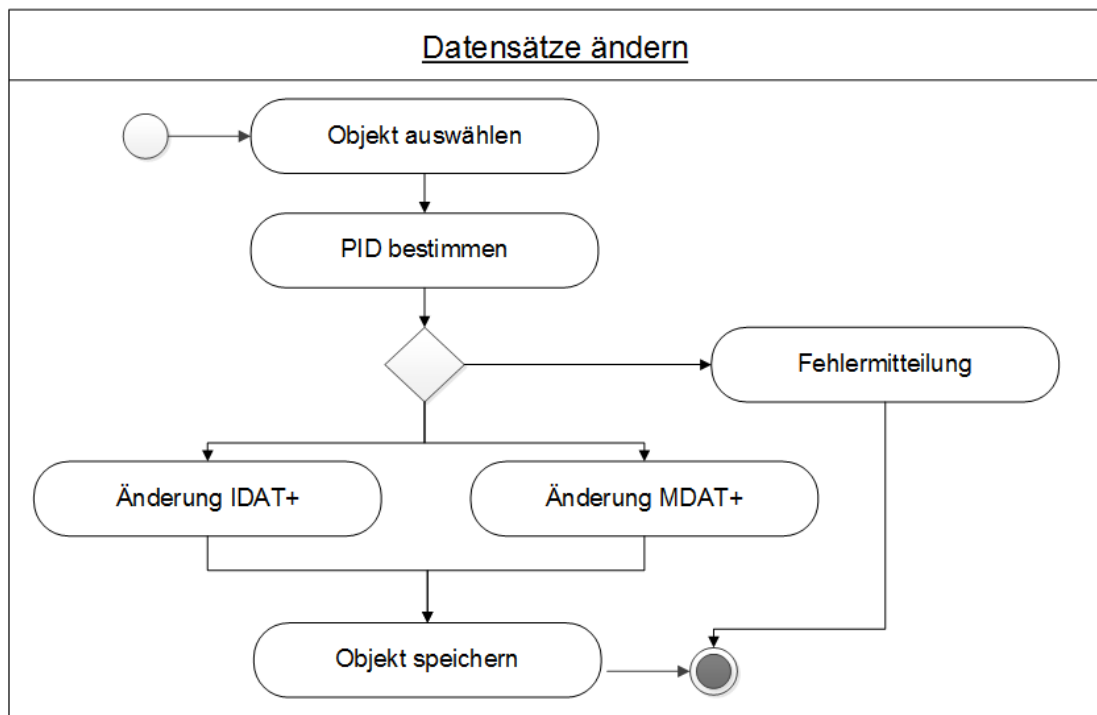 Datensätze ändern
Objekt auswählen
PID bestimmen
Fehlermitteilung
Änderung IDAT+
Änderung MDAT+
Objekt speichern